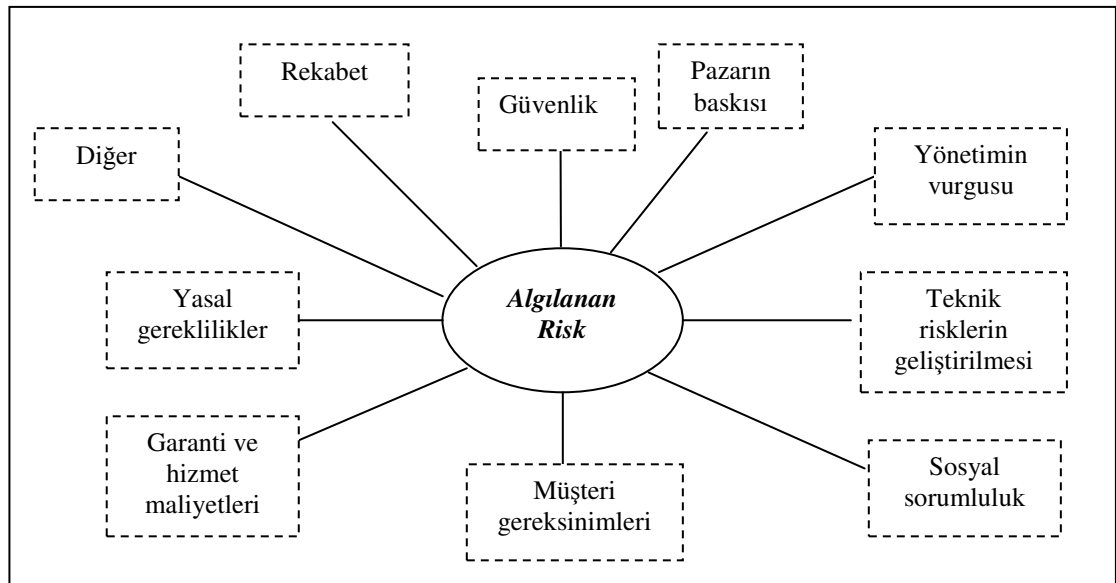 Rekabet
Güvenlik
Pazarın
baskısı
Diğer
Yönetimin
vurgusu
Algılanan
Risk
Yasal
gereklilikler
Teknik
risklerin
geliştirilmesi
Garanti ve
hizmet
maliyetleri
Müşteri
gereksinimleri
Sosyal
sorumluluk